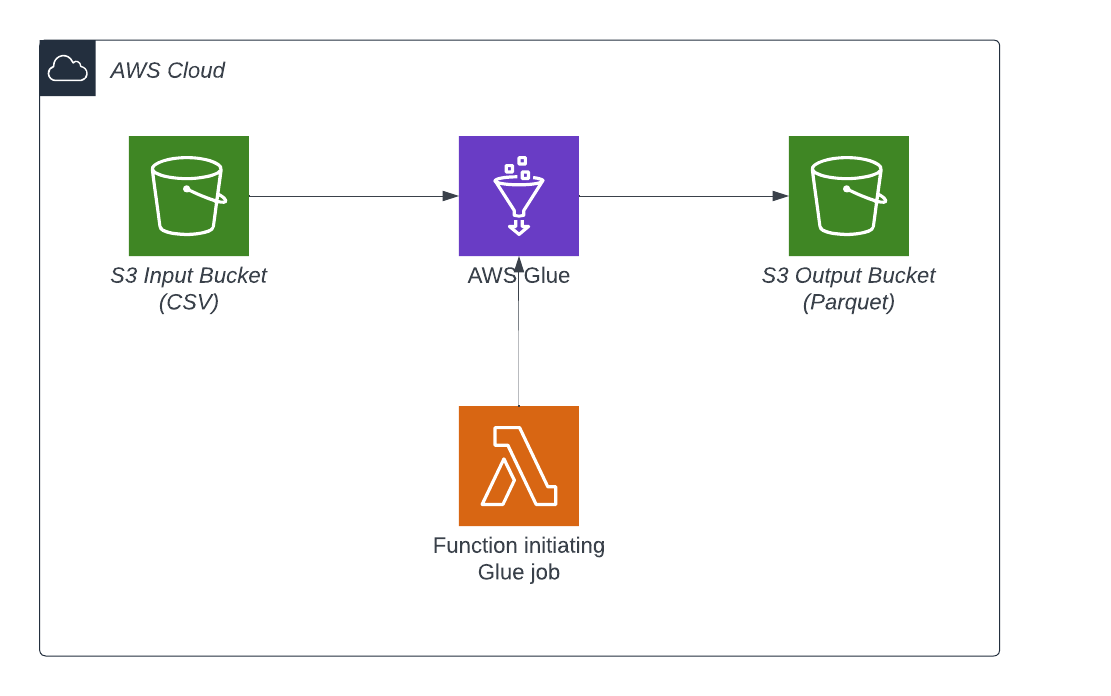 AWS Cloud
S3 Input Bucket
(CSV)
AWS Glue
S3 Output Bucket
(Parquet)
Function initiating
Glue job